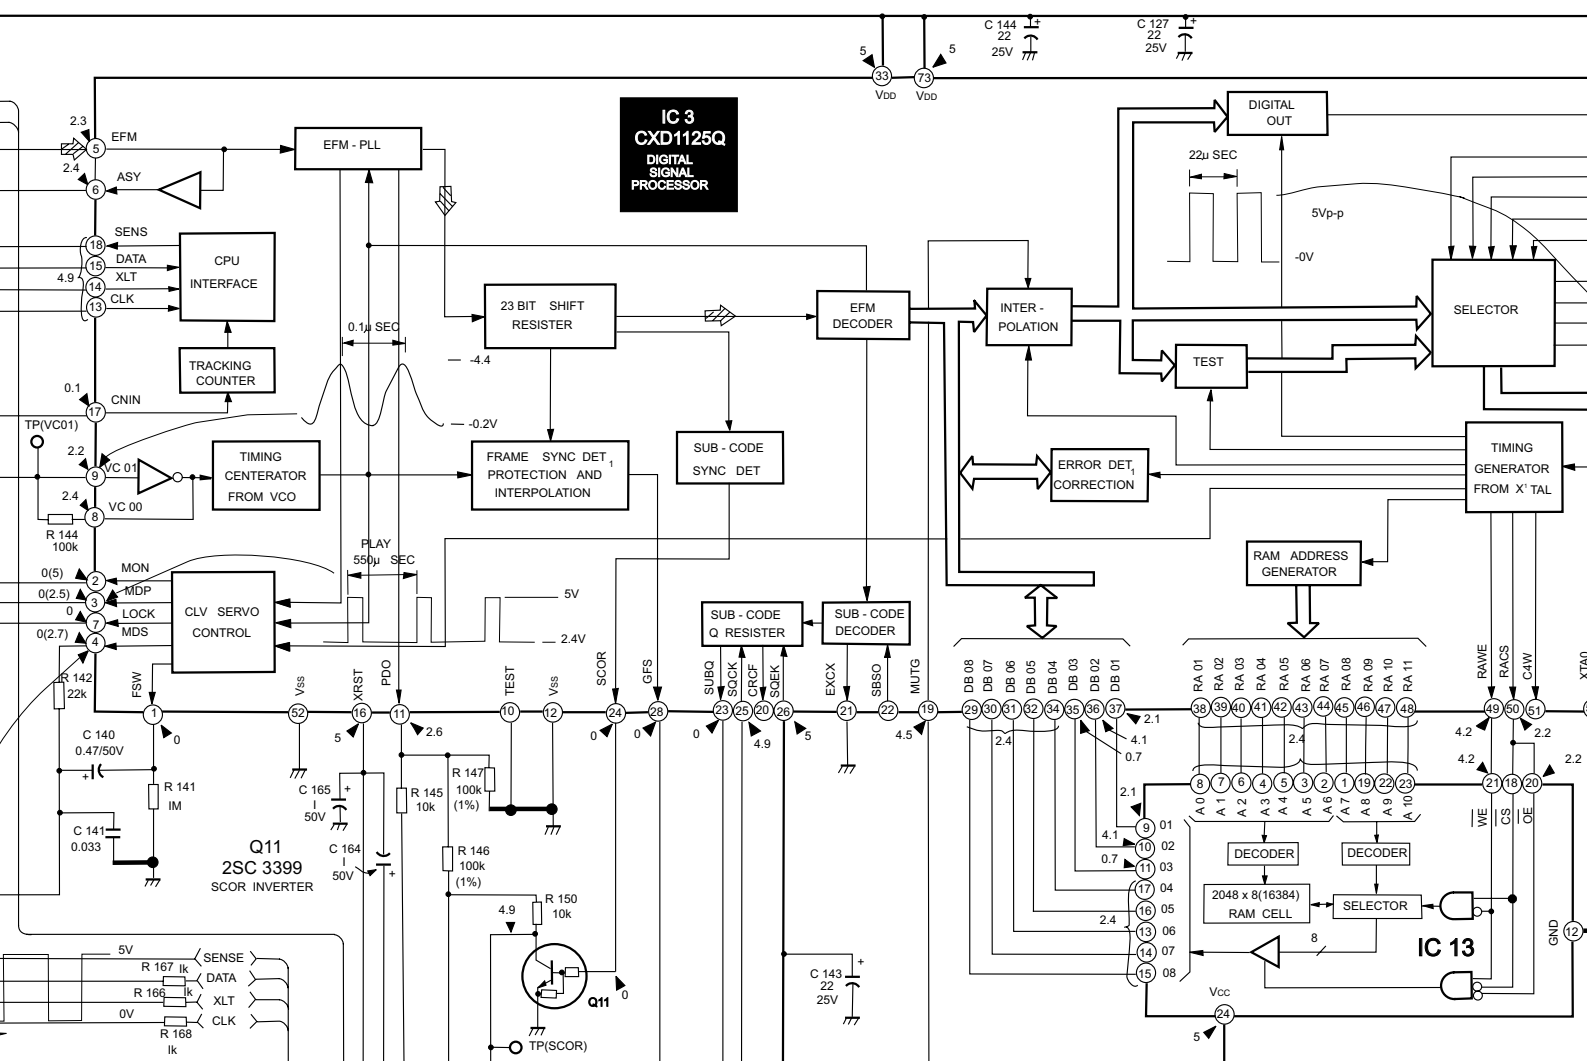 C 144
22
25V
+
C 127
22
25V
+
5
33
VDD
73
5
VDD
IC 3
CXD1125Q
DIGITAL
SIGNAL
PROCESSOR
2.3
5
EFM
2.4
6
ASY
EFM - PLL
DIGITAL
OUT
22µ SEC
5Vp-p
-0V
18
SENS
15
DATA
4.9
14
XLT
13
CLK
CPU
INTERFACE
TRACKING
COUNTER
0.1
17
CNIN
TP(VC01)
2.2
9
VC 01
2.4
8
VC 00
R 144
100k
TIMING
CENTERATOR
FROM VCO
0.1µ SEC
-4.4
-0.2V
23 BIT SHIFT
RESISTER
EFM
DECODER
INTER -
POLATION
TEST
SELECTOR
FRAME SYNC DET 1
PROTECTION AND
INTERPOLATION
SUB - CODE
SYNC DET
ERROR DET 1
CORRECTION
TIMING
GENERATOR
FROM X' TAL
RAM ADDRESS
GENERATOR
PLAY
550µ SEC
5V
2.4V
0(5)
2
MON
0(2.5)
3
MDP
0
7
LOCK
0(2.7)
4
MDS
CLV SERVO
CONTROL
SUB - CODE
Q RESISTER
SUB - CODE
DECODER
R 142
22k
FSW
Vss
XRST
PDO
TEST
Vss
SCOR
GFS
SUBQ
SQCK
CRCF
SQEK
EXCX
SBSO
MUTG
DB 08
DB 07
DB 06
DB 05
DB 04
DB 03
DB 02
DB 01
RA 01
RA 02
RA 03
RA 04
RA 05
RA 06
RA 07
RA 08
RA 09
RA 10
RA 11
RAWE
RACS
C4W
XTA0
1
52
16
11
10
12
24
28
23
25
20
26
21
22
19
29
30
31
32
34
35
36
37
38
39
40
41
42
43
44
45
46
47
48
49
50
51
0
5
2.6
0
0
0
4.9
5
4.5
2.4
0.7
4.1
2.1
2.4
4.2
2.2
C 140
0.47/50V
+
R 141
IM
C 141
0.033
C 165
I
50V
+
C 164
I
50V
+
R 145
10k
R 147
100k
(1%)
R 146
100k
(1%)
R 150
10k
4.9
Q11
2SC 3399
SCOR INVERTER
Q11
0
TP(SCOR)
C 143
22
25V
+
4.2
2.2
8
7
6
4
5
3
2
1
19
22
23
21
18
20
A 0
A 1
A 2
A 3
A 4
A 5
A 6
A 7
A 8
A 9
A 10
WE
CS
OE
2.1
9
01
4.1
10
02
0.7
11
03
17
04
16
05
2.4
13
06
14
07
15
08
DECODER
DECODER
2048 x 8(16384)
RAM CELL
SELECTOR
8
IC 13
GND
12
Vcc
24
5
5V
0V
R 167
Ik
R 166
Ik
R 168
Ik
SENSE
DATA
XLT
CLK